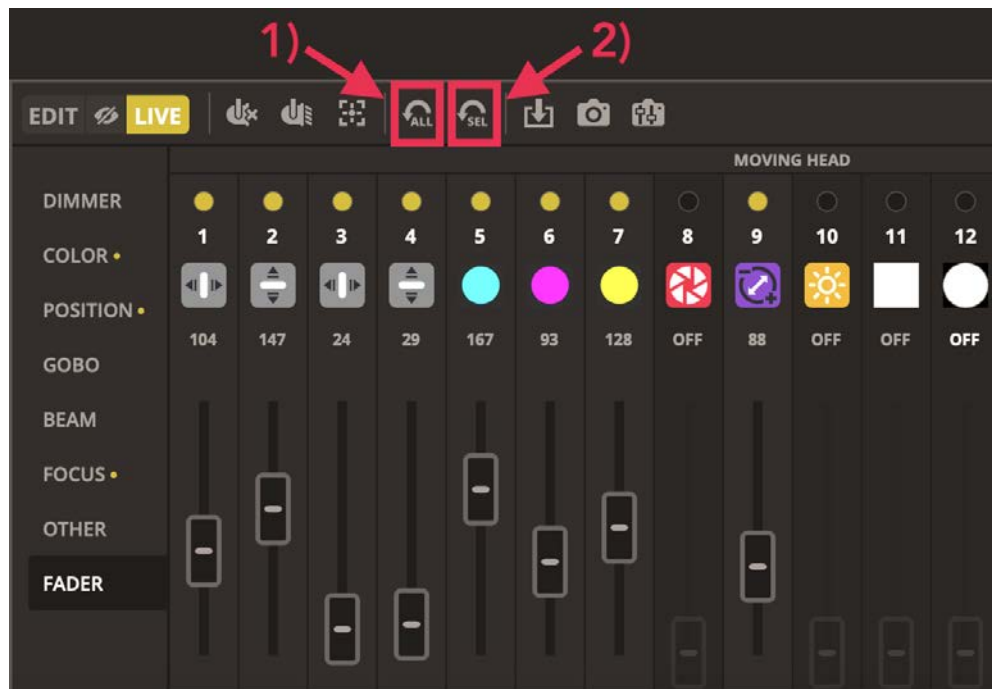 1) 2)
EDIT LIVE ALL SEL
MOVING HEAD
DIMMER
COLOR
POSITION
GOBO
BEAM
FOCUS
OTHER
FADER
1 2 3 4 5 6 7 8 9 10 11 12
104 147 24 29 167 93 128 OFF 88 OFF OFF OFF